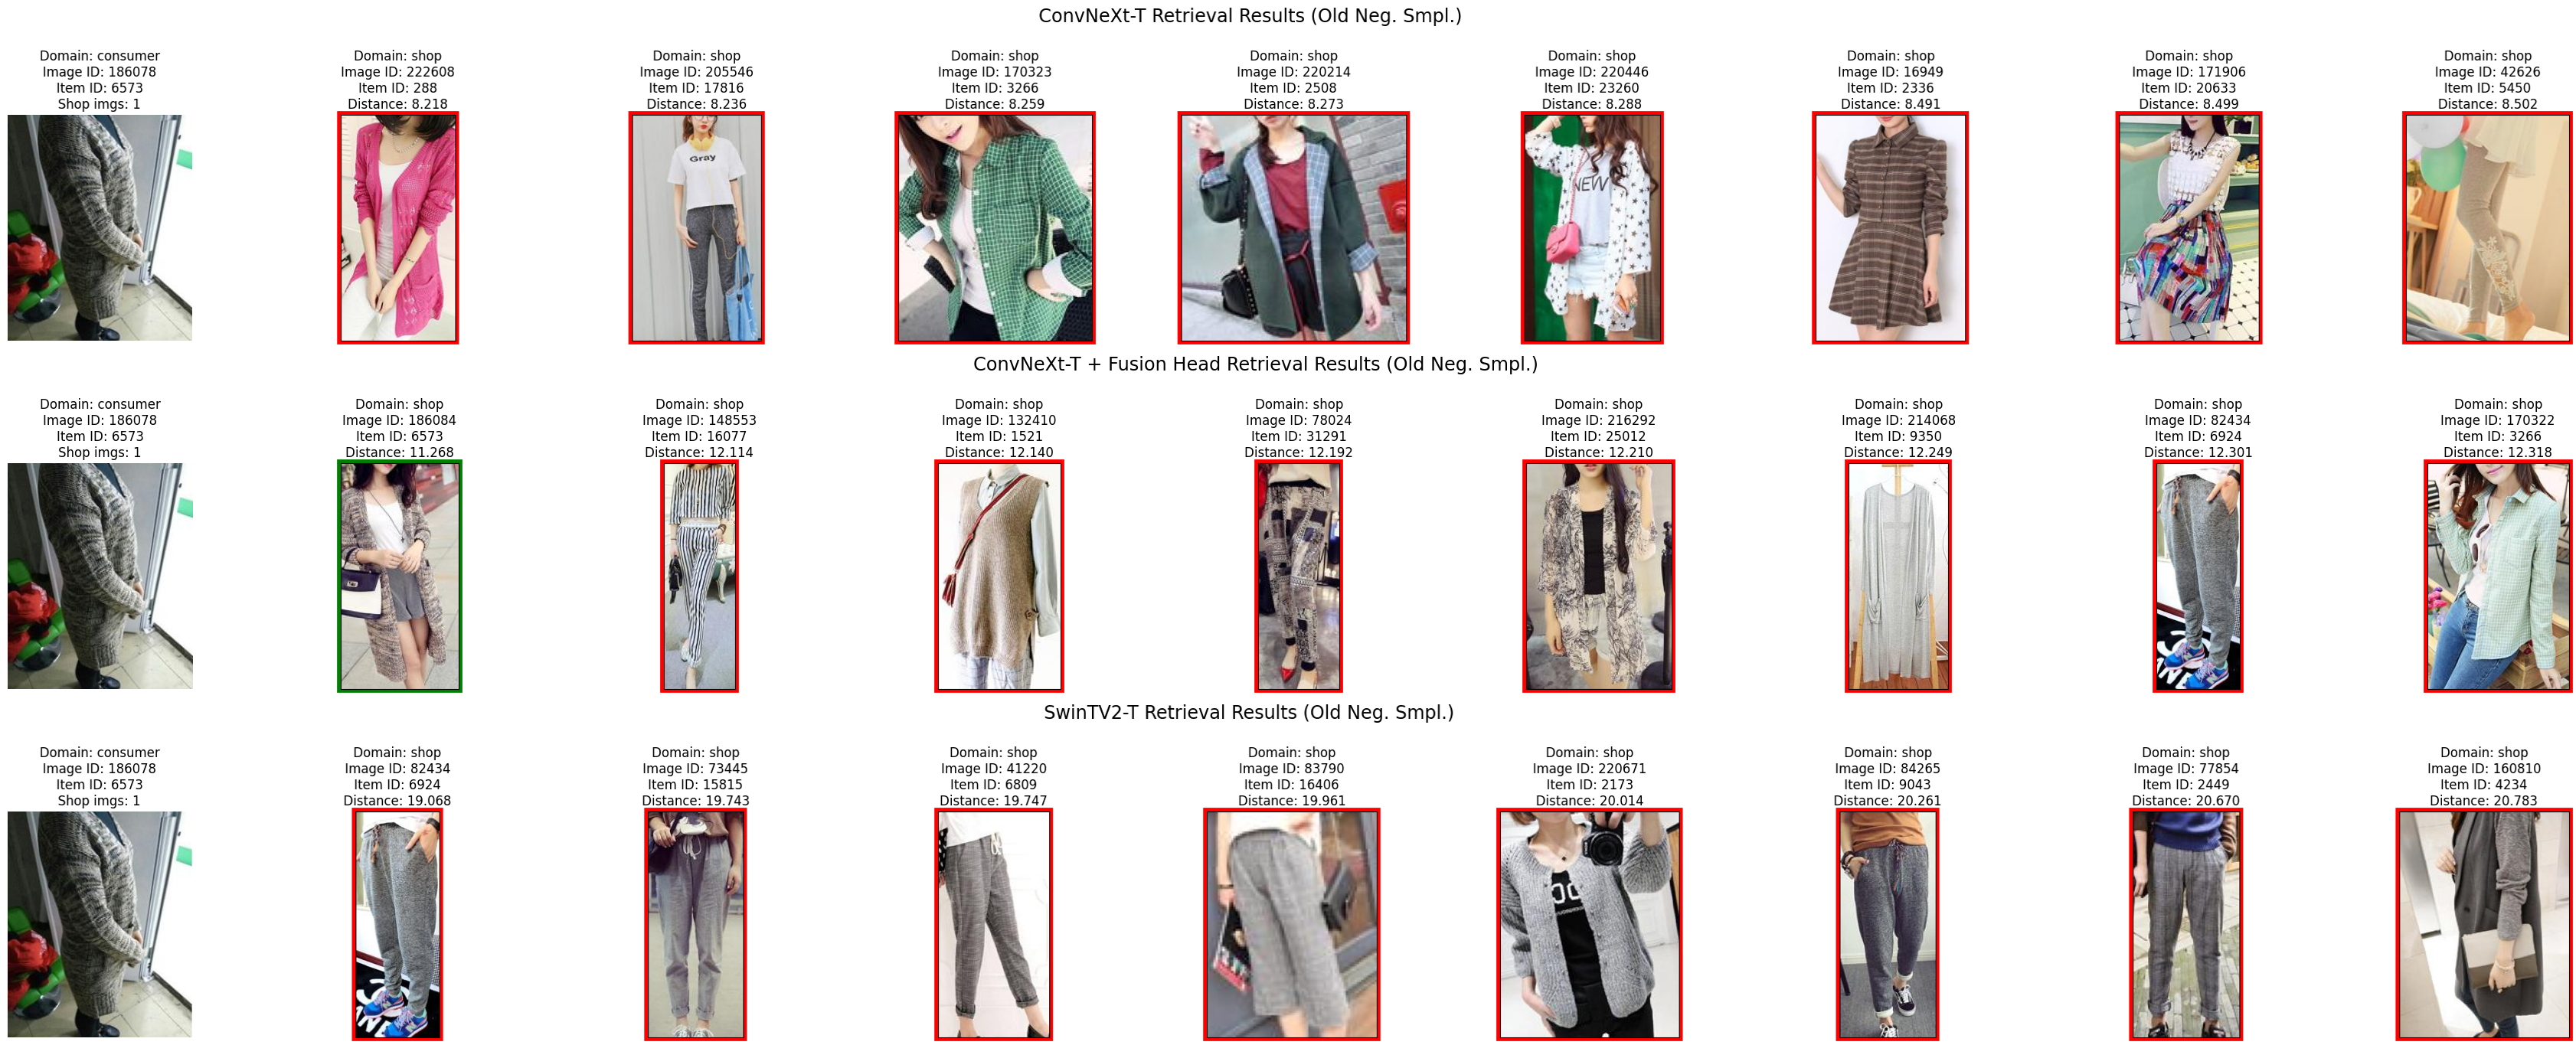 ConvNeXt-T Retrieval Results (Old Neg. Smpl.)
Domain: consumer
Image ID: 186078
Item ID: 6573
Shop imgs: 1
Domain: shop
Image ID: 222608
Item ID: 288
Distance: 8.218
Domain: shop
Image ID: 205546
Item ID: 17816
Distance: 8.236
Domain: shop
Image ID: 170323
Item ID: 3266
Distance: 8.259
Domain: shop
Image ID: 220214
Item ID: 2508
Distance: 8.273
Domain: shop
Image ID: 220446
Item ID: 23260
Distance: 8.288
Domain: shop
Image ID: 16949
Item ID: 2336
Distance: 8.491
Domain: shop
Image ID: 171906
Item ID: 20633
Distance: 8.499
Domain: shop
Image ID: 42626
Item ID: 5450
Distance: 8.502
Gray
NEW
ConvNeXt-T + Fusion Head Retrieval Results (Old Neg. Smpl.)
Domain: consumer
Image ID: 186078
Item ID: 6573
Shop imgs: 1
Domain: shop
Image ID: 186084
Item ID: 6573
Distance: 11.268
Domain: shop
Image ID: 148553
Item ID: 16077
Distance: 12.114
Domain: shop
Image ID: 132410
Item ID: 1521
Distance: 12.140
Domain: shop
Image ID: 78024
Item ID: 31291
Distance: 12.192
Domain: shop
Image ID: 216292
Item ID: 25012
Distance: 12.210
Domain: shop
Image ID: 214068
Item ID: 9350
Distance: 12.249
Domain: shop
Image ID: 82434
Item ID: 6924
Distance: 12.301
Domain: shop
Image ID: 170322
Item ID: 3266
Distance: 12.318
SwinTV2-T Retrieval Results (Old Neg. Smpl.)
Domain: consumer
Image ID: 186078
Item ID: 6573
Shop imgs: 1
Domain: shop
Image ID: 82434
Item ID: 6924
Distance: 19.068
Domain: shop
Image ID: 73445
Item ID: 15815
Distance: 19.743
Domain: shop
Image ID: 41220
Item ID: 6809
Distance: 19.747
Domain: shop
Image ID: 83790
Item ID: 16406
Distance: 19.961
Domain: shop
Image ID: 220671
Item ID: 2173
Distance: 20.014
Domain: shop
Image ID: 84265
Item ID: 9043
Distance: 20.261
Domain: shop
Image ID: 77854
Item ID: 2449
Distance: 20.670
Domain: shop
Image ID: 160810
Item ID: 4234
Distance: 20.783